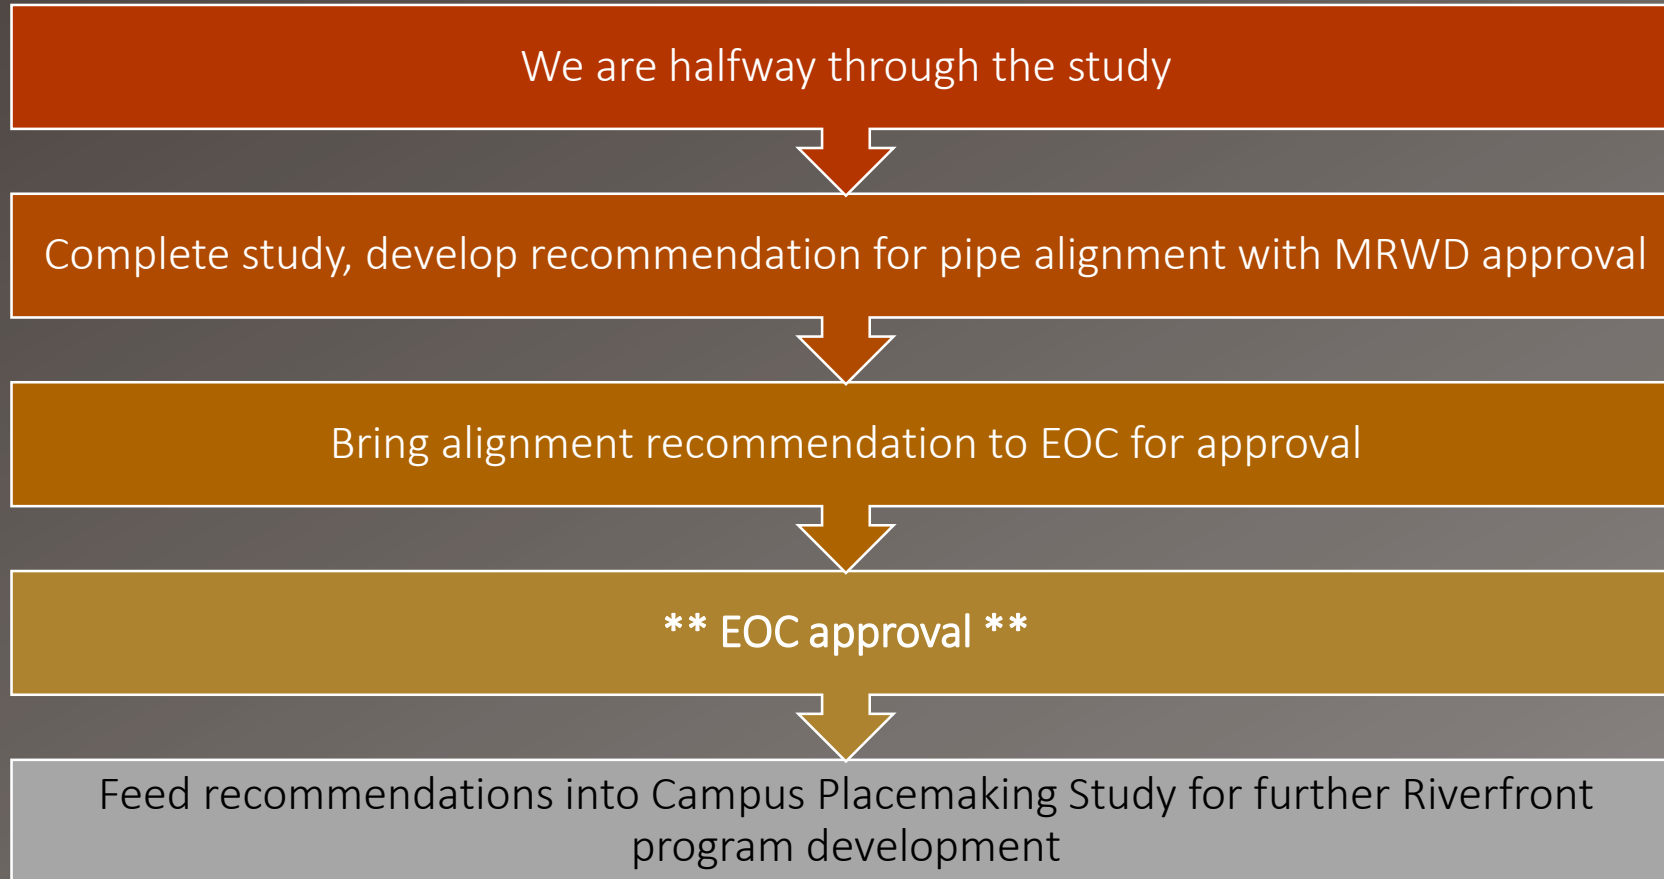 We are halfway through the study
Complete study, develop recommendation for pipe alignment with MRWD approval
Bring alignment recommendation to EOC for approval
** EOC approval **
Feed recommendations into Campus Placemaking Study for further Riverfront
program development